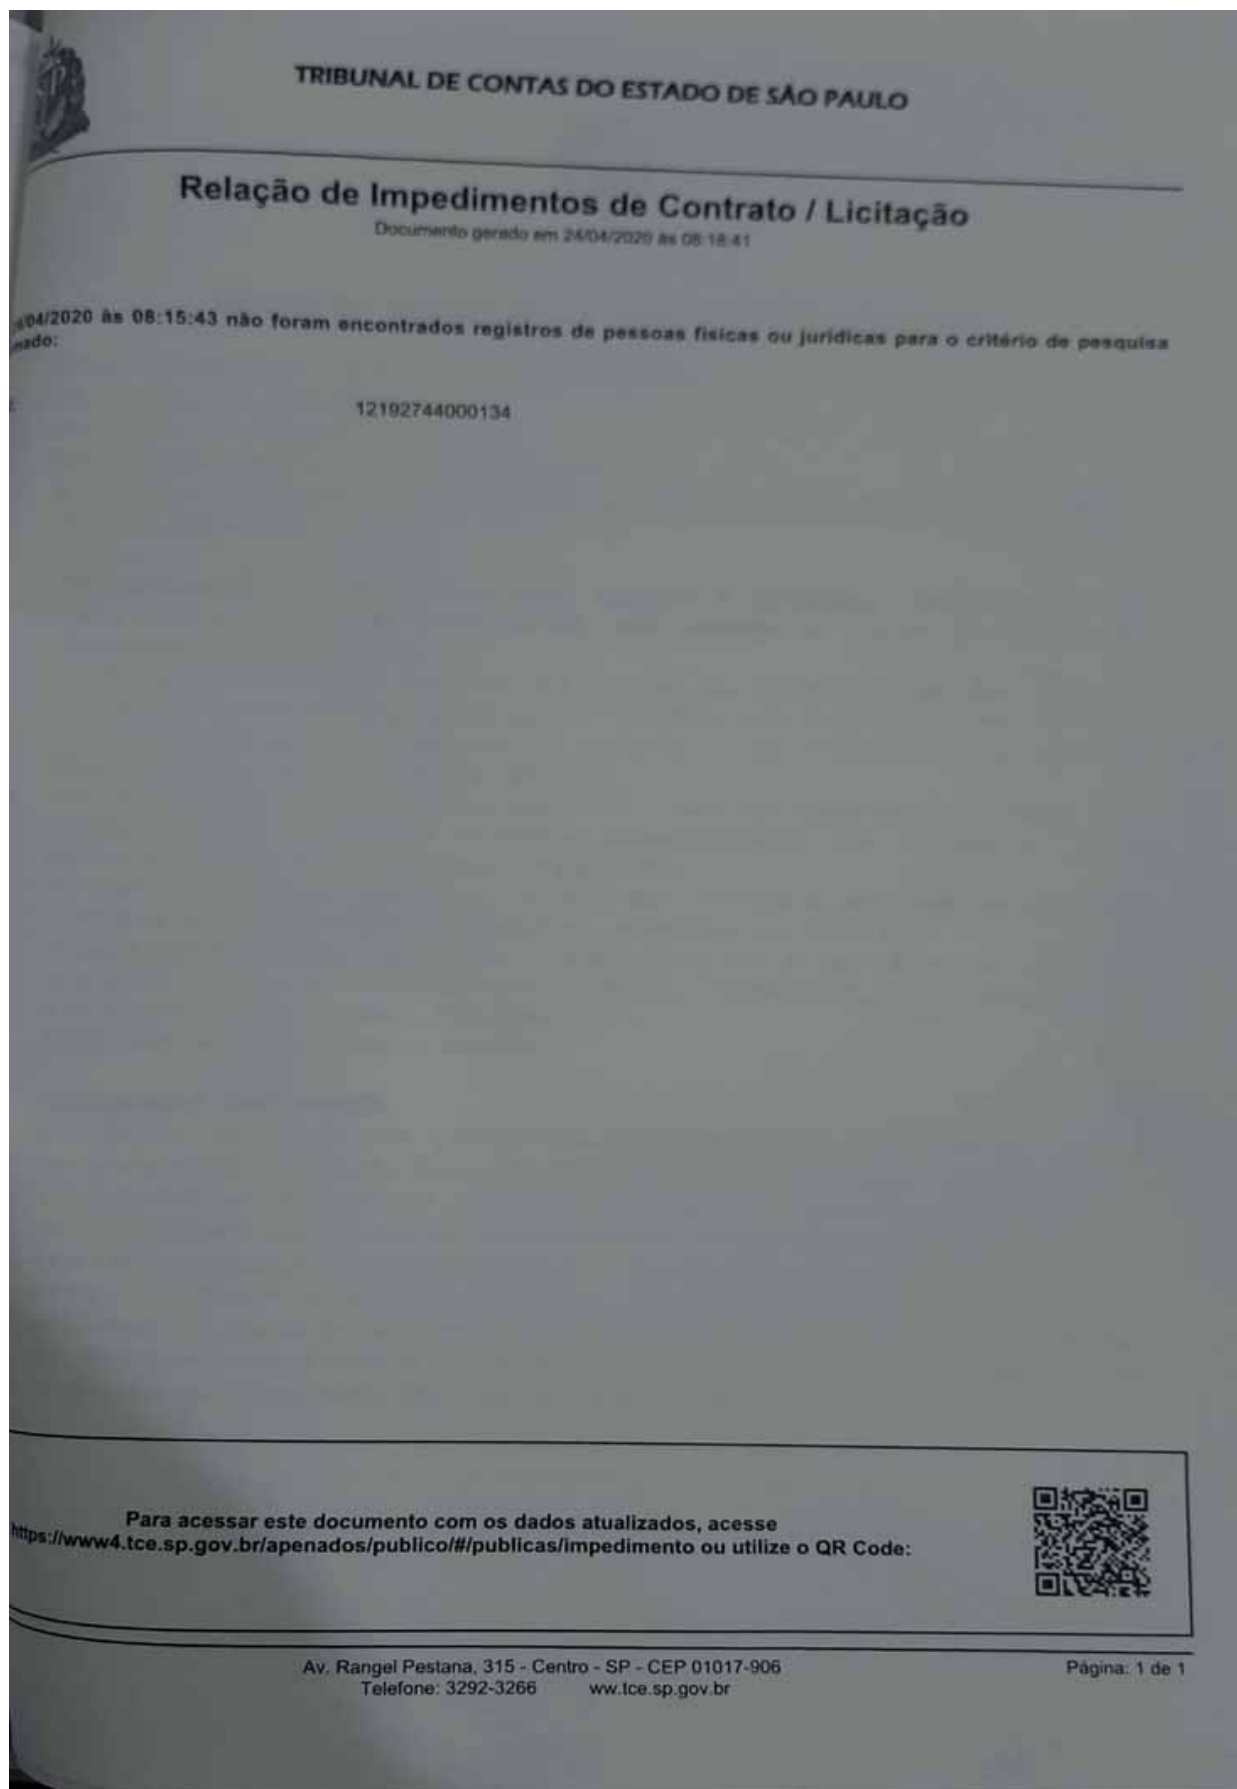 TRIBUNAL DE CONTAS DO ESTADO DE SÃO PAULO
Relação de Impedimentos de Contrato / Licitação
Documento gerado em 24/04/2020 às 08:18:41
/04/2020 às 08:15:43 não foram encontrados registros de pessoas físicas ou jurídicas para o critério de pesquisa
12192744000134
Para acessar este documento com os dados atualizados, acesse
https://www4.tce.sp.gov.br/apenados/publico/#/publicas/impedimento ou utilize o QR Code:
Av. Rangel Pestana, 315 - Centro - SP - CEP 01017-906
Página: 1 de 1
Telefone: 3292-3266 ww.tce.sp.gov.br